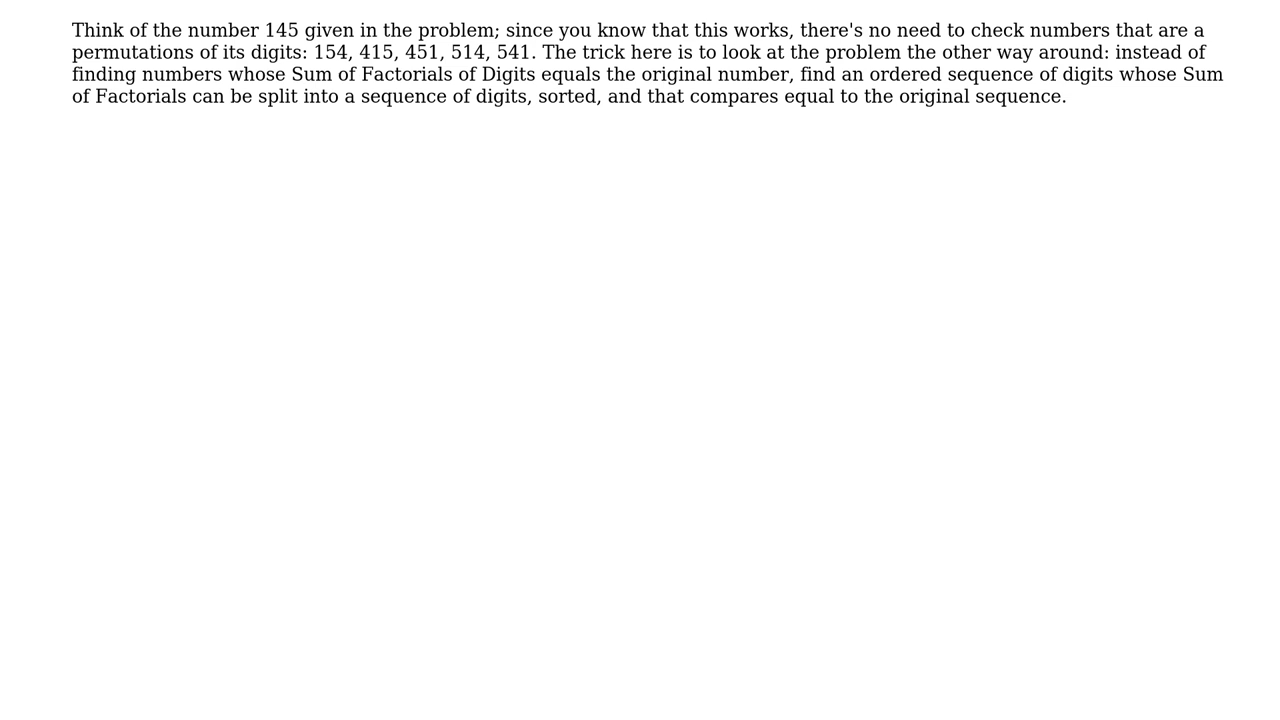 Think of the number 145 given in the problem; since you know that this works, there's no need to check numbers that are a
permutations of its digits: 154, 415, 451, 514, 541. The trick here is to look at the problem the other way around: instead of
finding numbers whose Sum of Factorials of Digits equals the original number, find an ordered sequence of digits whose Sum
of Factorials can be split into a sequence of digits, sorted, and that compares equal to the original sequence.